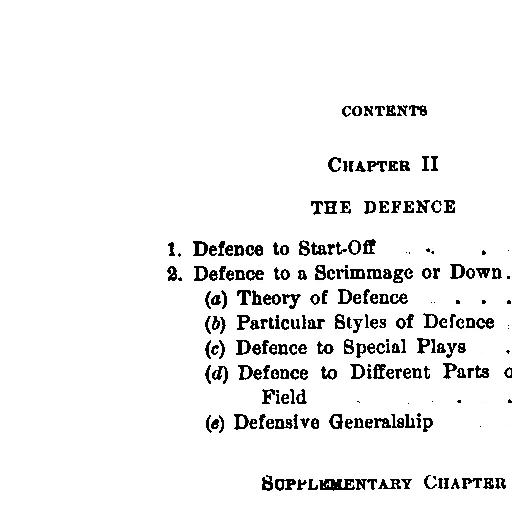 CONTENTS
CHAPTER II
THE DEFENCE
1. Defence to Start-Off . . .
2. Defence to a Scrimmage or Down .
(a) Theory of Defence . . . .
(b) Particular Styles of Defence .
(c) Defence to Special Plays .
(d) Defence to Different Parts
Field . . .
(e) Defensive Generalship
SUPPLEMENTARY CHAPTER